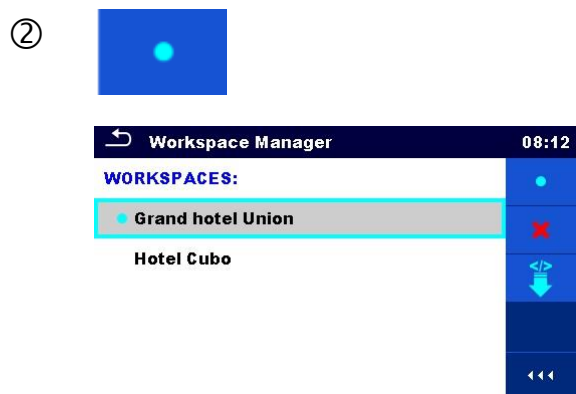 ②
Workspace Manager 08:12
WORKSPACES:
Grand hotel Union
Hotel Cubo
</>